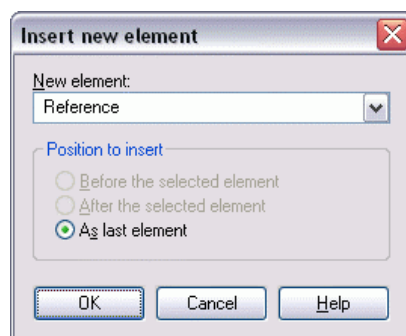 Insert new element
New element:
Reference
Position to insert
Before the selected element
After the selected element
As last element
OK Cancel Help